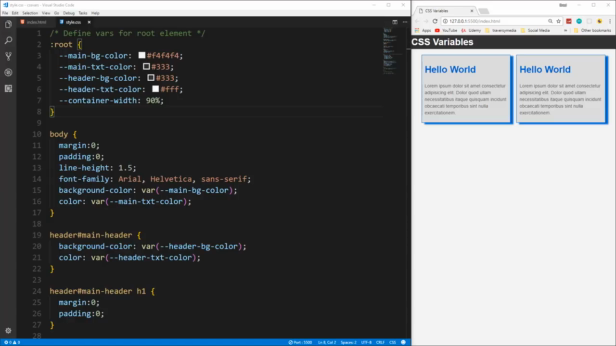 style.css - cssvars - Visual Studio Code
File Edit Selection View Go Debug Tasks Help
index.html
style.css
1 /* Define vars for root element */
2 :root {
3 --main-bg-color: #f4f4f4;
4 --main-txt-color: #333;
5 --header-bg-color: #333;
6 --header-txt-color: #fff;
7 --container-width: 90%;
8 }
9
10 body {
11 margin:0;
12 padding:0;
13 line-height: 1.5;
14 font-family: Arial, Helvetica, sans-serif;
15 background-color: var(--main-bg-color);
16 color: var(--main-txt-color);
17 }
18
19 header#main-header {
20 background-color: var(--header-bg-color);
21 color: var(--header-txt-color);
22 }
23
24 header#main-header h1 {
25 margin:0;
26 padding:0;
27 }
28
Port : 5500 Ln 8, Col 2 Spaces: 2 UTF-8 CRLF CSS
CSS Variables
Brad
127.0.0.1:5500/index.html
Apps YouTube Udemy traversymedia Social Media Other bookmarks
CSS Variables
Hello World
Lorem ipsum dolor sit amet consectetur
adipisicing elit. Dolor quod ullam
necessitatibus itaque quisquam incidunt
obcaecati temporibus sint eum nulla
exercitationem.
Hello World
Lorem ipsum dolor sit amet consectetur
adipisicing elit. Dolor quod ullam
necessitatibus itaque quisquam incidunt
obcaecati temporibus sint eum nulla
exercitationem.